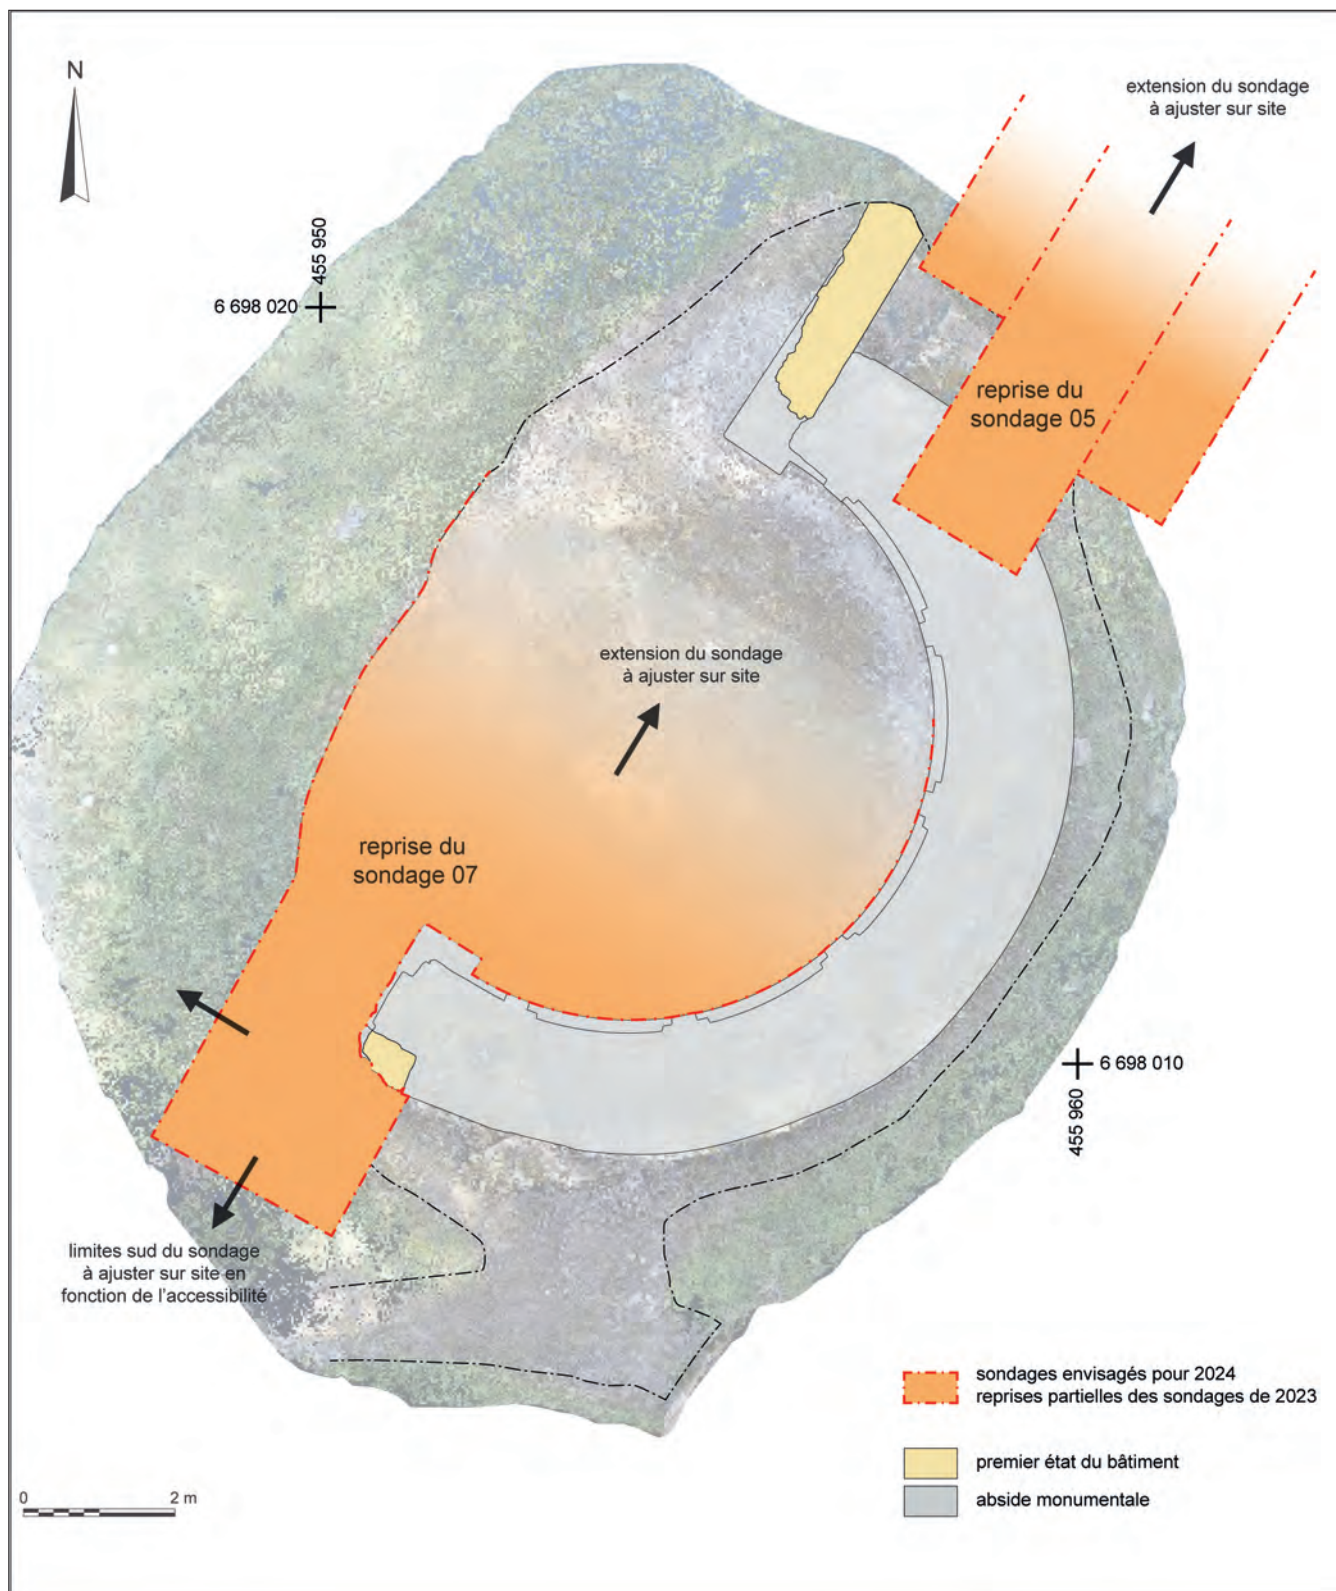 N
extension du sondage
à ajuster sur site
455 950
6 698 020
reprise du
sondage 05
extension du sondage
à ajuster sur site
reprise du
sondage 07
6 698 010
455 960
limites sud du sondage
à ajuster sur site en
fonction de l'accessibilité
sondages envisagés pour 2024
reprises partielles des sondages de 2023
premier état du bâtiment
abside monumentale
0 2 m